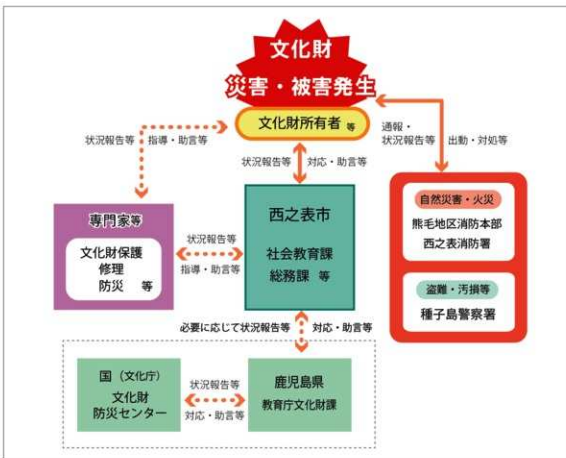 文化財
災害・被害発生
文化財所有者 等
状況報告等
指導・助言等
状況報告等
対応・助言等
通報・
状況報告等
出動・対処等
専門家等
文化財保護
修理
防災 等
状況報告等
指導・助言等
西之表市
社会教育課
総務課 等
自然災害・火災
熊毛地区消防本部
西之表消防署
盗難・汚損等
種子島警察署
必要に応じて状況報告等
対応・助言等
国（文化庁）
文化財
防災センター
状況報告等
対応・助言等
鹿児島県
教育庁文化財課